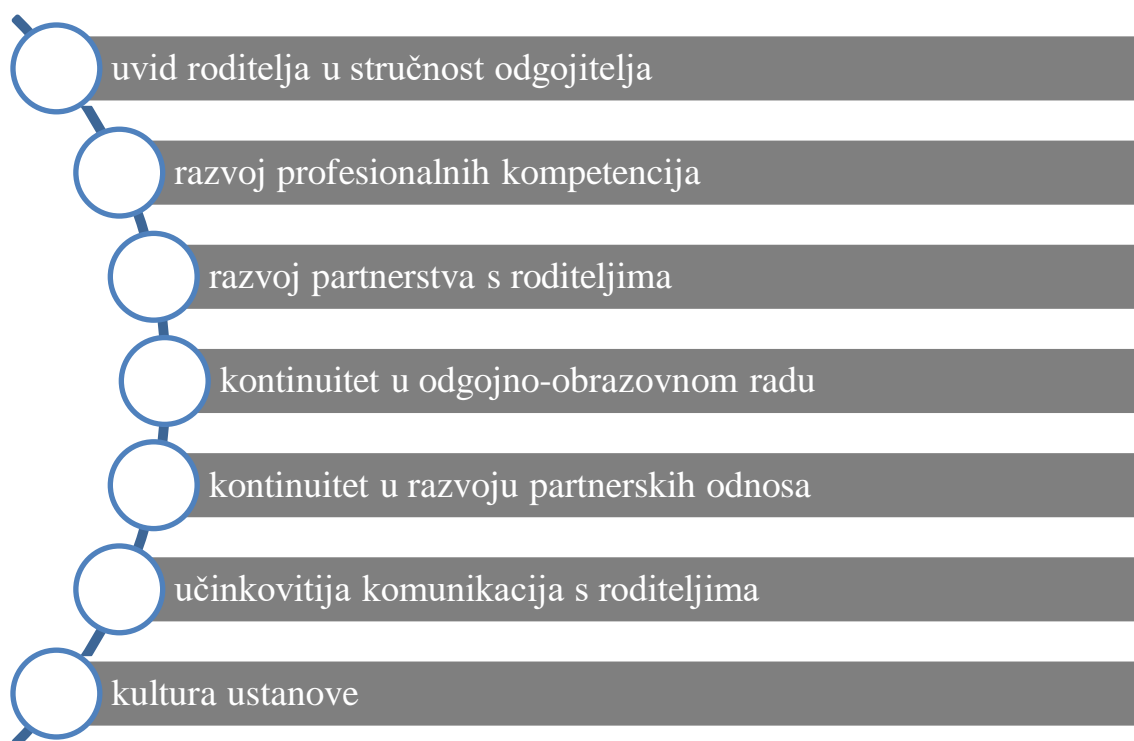 uvid roditelja u stručnost odgojitelja
razvoj profesionalnih kompetencija
razvoj partnerstva s roditeljima
kontinuitet u odgojno-obrazovnom radu
kontinuitet u razvoju partnerskih odnosa
učinkovitija komunikacija s roditeljima
kultura ustanove